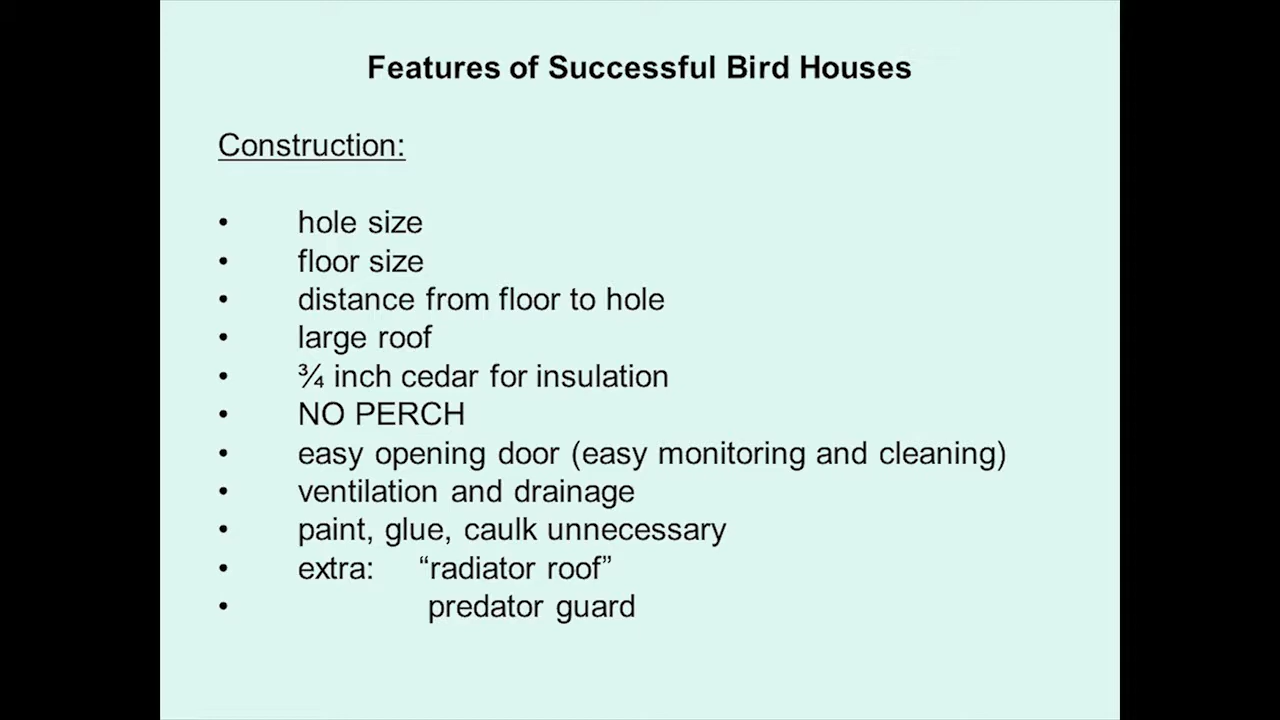 Features of Successful Bird Houses
Construction:
• hole size
• floor size
• distance from floor to hole
• large roof
• ¾ inch cedar for insulation
• NO PERCH
• easy opening door (easy monitoring and cleaning)
• ventilation and drainage
• paint, glue, caulk unnecessary
• extra: “radiator roof”
• predator guard